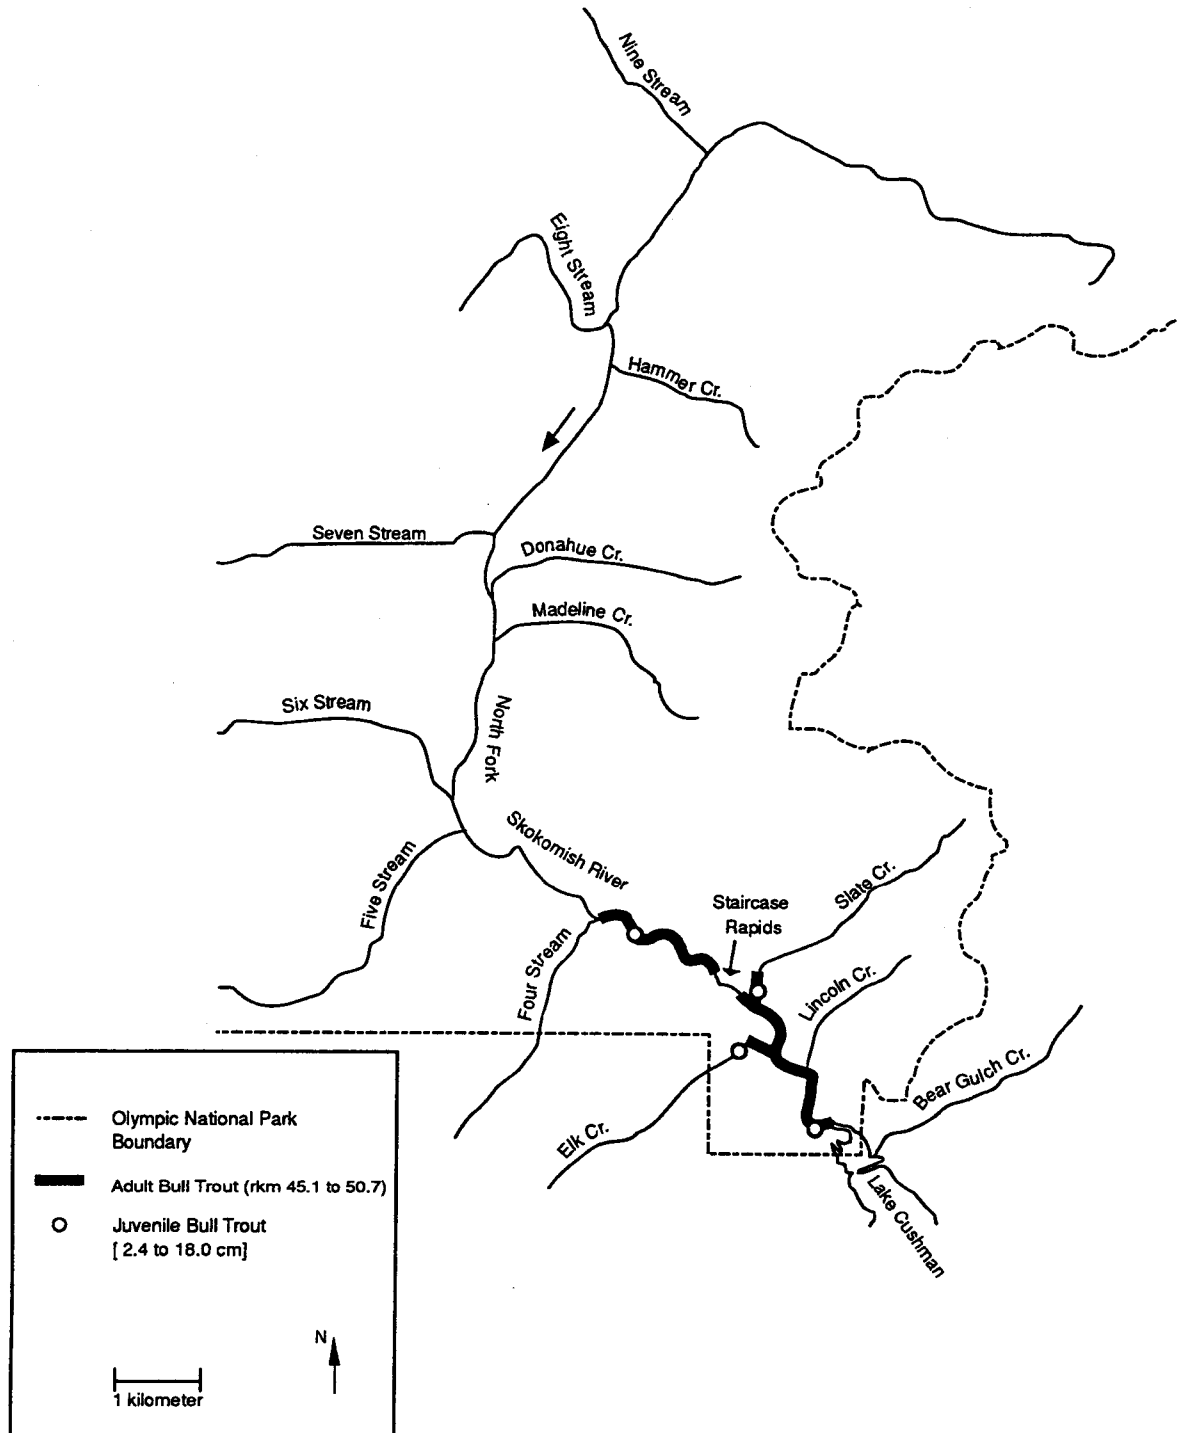 Nine Stream
Eight Stream
Hammer Cr.
Seven Stream
Donahue Cr.
Madeline Cr.
Six Stream
North Fork
Skokomish River
Five Stream
Four Stream
Staircase
Rapids
Slate Cr.
Lincoln Cr.
Bear Gulch Cr.
Elk Cr.
Lake Cushman
Olympic National Park
Boundary
Adult Bull Trout (rkm 45.1 to 50.7)
Juvenile Bull Trout
[ 2.4 to 18.0 cm]
N
1 kilometer